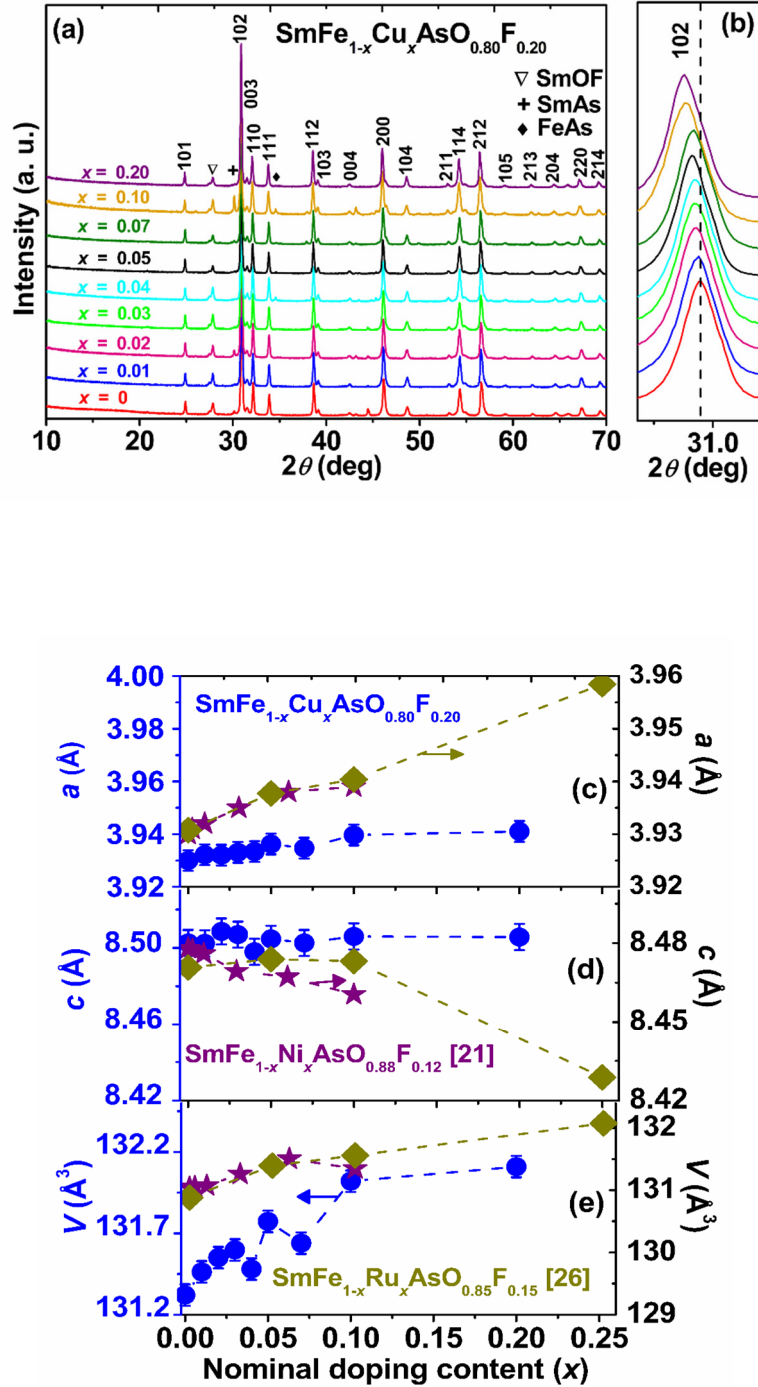 (a)
102
SmFe1-xCuxAsO0.80F0.20
003
▽ SmOF
+ SmAs
♦ FeAs
101
110
111
112
103
004
200
104
211
114
212
105
213
204
220
214
x = 0.20
x = 0.10
x = 0.07
x = 0.05
x = 0.04
x = 0.03
x = 0.02
x = 0.01
x = 0
Intensity (a. u.)
10 20 30 40 50 60 70
2θ (deg)
102
(b)
31.0
2θ (deg)
4.00
3.98
3.96
3.94
3.92
a (Å)
SmFe1-xCuxAsO0.80F0.20
(c)
3.96
3.95
3.94
3.93
3.92
a (Å)
8.50
8.46
8.42
c (Å)
(d)
SmFe1-xNixAsO0.88F0.12 [21]
8.48
8.45
8.42
c (Å)
132.2
131.7
131.2
V (Å3)
(e)
SmFe1-xRuxAsO0.85F0.15 [26]
132
131
130
129
V (Å3)
0.00 0.05 0.10 0.15 0.20 0.25
Nominal doping content (x)